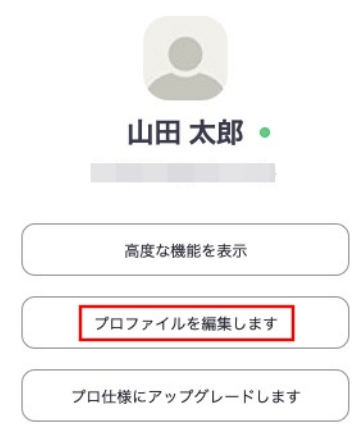 山田 太郎
高度な機能を表示
プロファイルを編集します
プロ仕様にアップグレードします